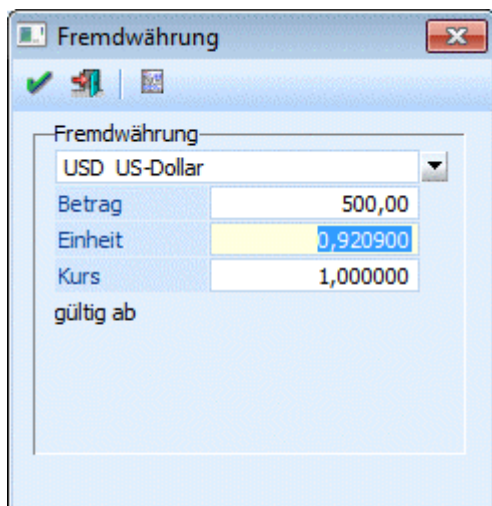 Fremdwährung
Fremdwährung
USD US-Dollar
Betrag 500,00
Einheit 0,920900
Kurs 1,000000
gültig ab